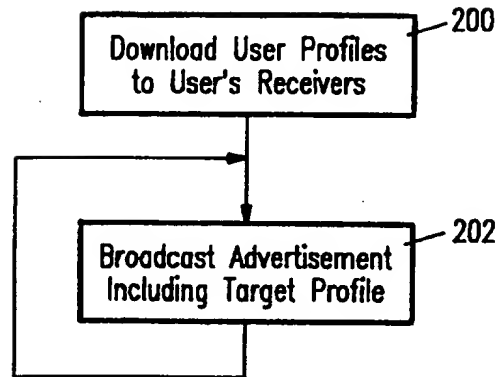 200
Download User Profiles
to User's Receivers
202
Broadcast Advertisement
Including Target Profile